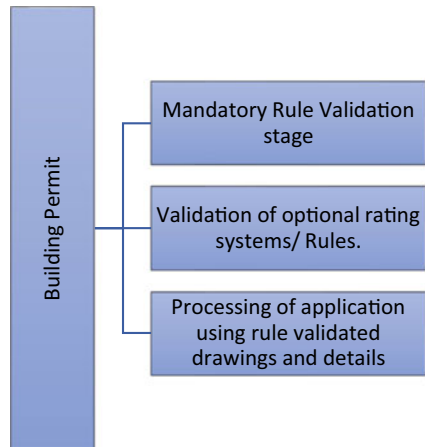 Building Permit
Mandatory Rule Validation
stage
Validation of optional rating
systems/ Rules.
Processing of application
using rule validated
drawings and details